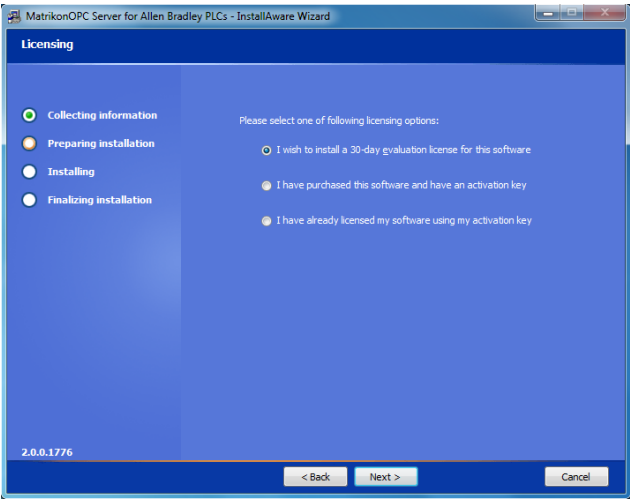 MatrikonOPC Server for Allen Bradley PLCs - InstallAware Wizard
Licensing
Collecting information
Preparing installation
Installing
Finalizing installation
Please select one of following licensing options:
I wish to install a 30-day evaluation license for this software
I have purchased this software and have an activation key
I have already licensed my software using my activation key
2.0.0.1776
< Back
Next >
Cancel